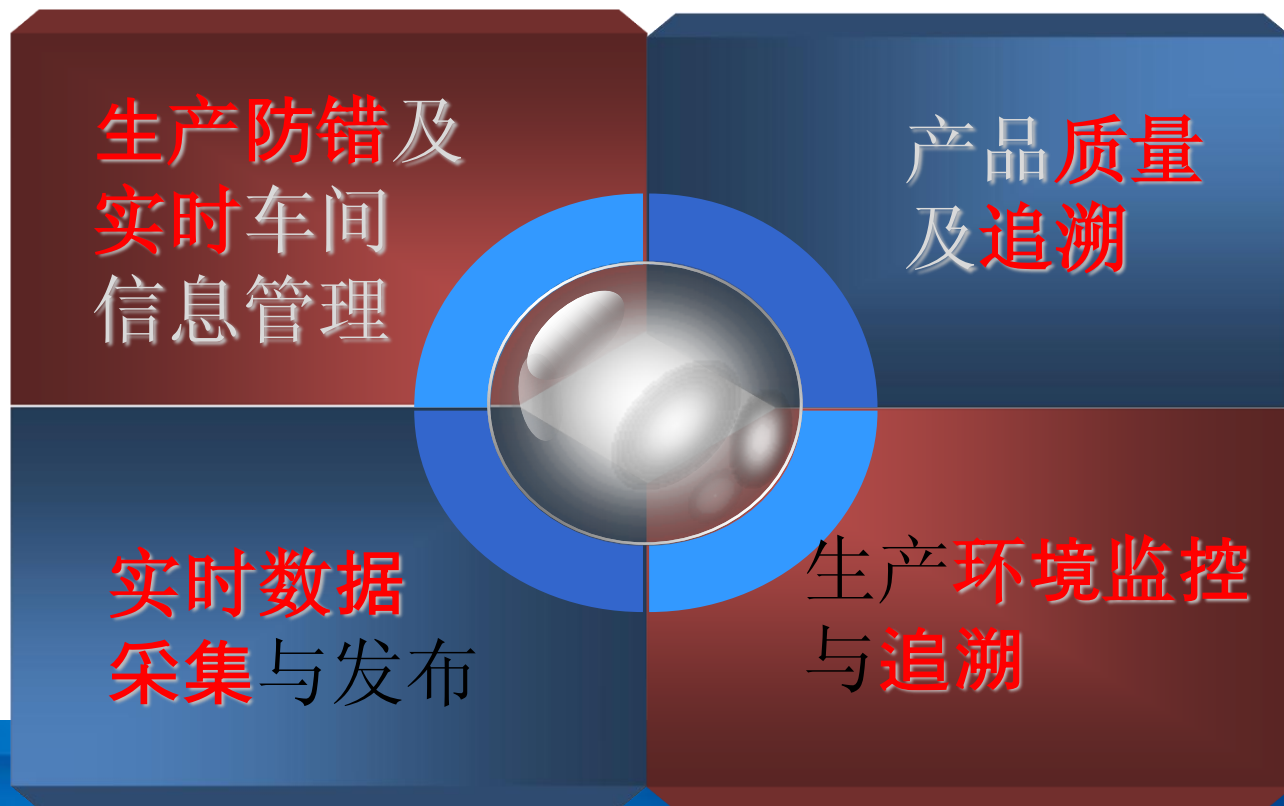 生产防错及
实时车间
信息管理
产品质量
及追溯
实时数据
采集与发布
生产环境监控
与追溯